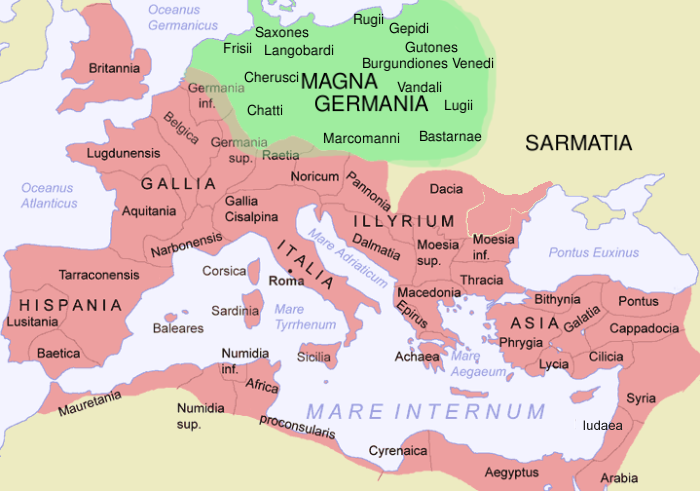 Oceanus
Germanicus
Rugii
Saxones
Gepidi
Frisii
Langobardi
Gutones
Burgundiones Venedi
Britannia
Cherusci
MAGNA
GERMANIA
Vandali
Germania
inf.
Chatti
Lugii
Belgica
Marcomanni
Bastarnae
Germania
sup.
Raetia
SARMATIA
Lugdunensis
GALLIA
Noricum
Pannonia
Dacia
Oceanus
Atlanticus
Aquitania
Gallia
Cisalpina
ILLYRIUM
Narbonensis
ITALIA
Mare Adriaticum
Dalmatia
Moesia
sup.
Moesia
inf.
Pontus Euxinus
Tarraconensis
Corsica
Roma
Macedonia
Thracia
HISPANIA
Lusitania
Sardinia
Mare
Tyrrhenum
Epirus
Bithynia
Pontus
Baleares
ASIA
Galatia
Cappadocia
Phrygia
Baetica
Numidia
inf.
Sicilia
Achaea
Mare
Aegaeum
Lycia
Cilicia
Mauretania
Africa
proconsularis
Numidia
sup.
MARE INTERNUM
Syria
Iudaea
Cyrenaica
Aegyptus
Arabia